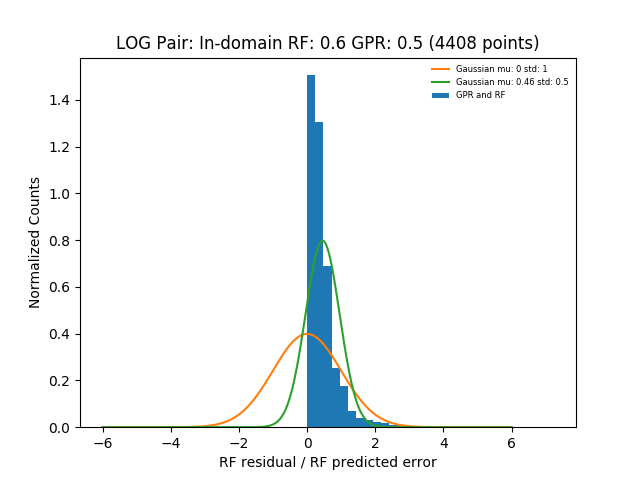 LOG Pair: In-domain RF: 0.6 GPR: 0.5 (4408 points)
Gaussian mu: 0 std: 1
Gaussian mu: 0.46 std: 0.5
GPR and RF
Normalized Counts
1.4
1.2
1.0
0.8
0.6
0.4
0.2
0.0
−6 −4 −2 0 2 4 6
RF residual / RF predicted error